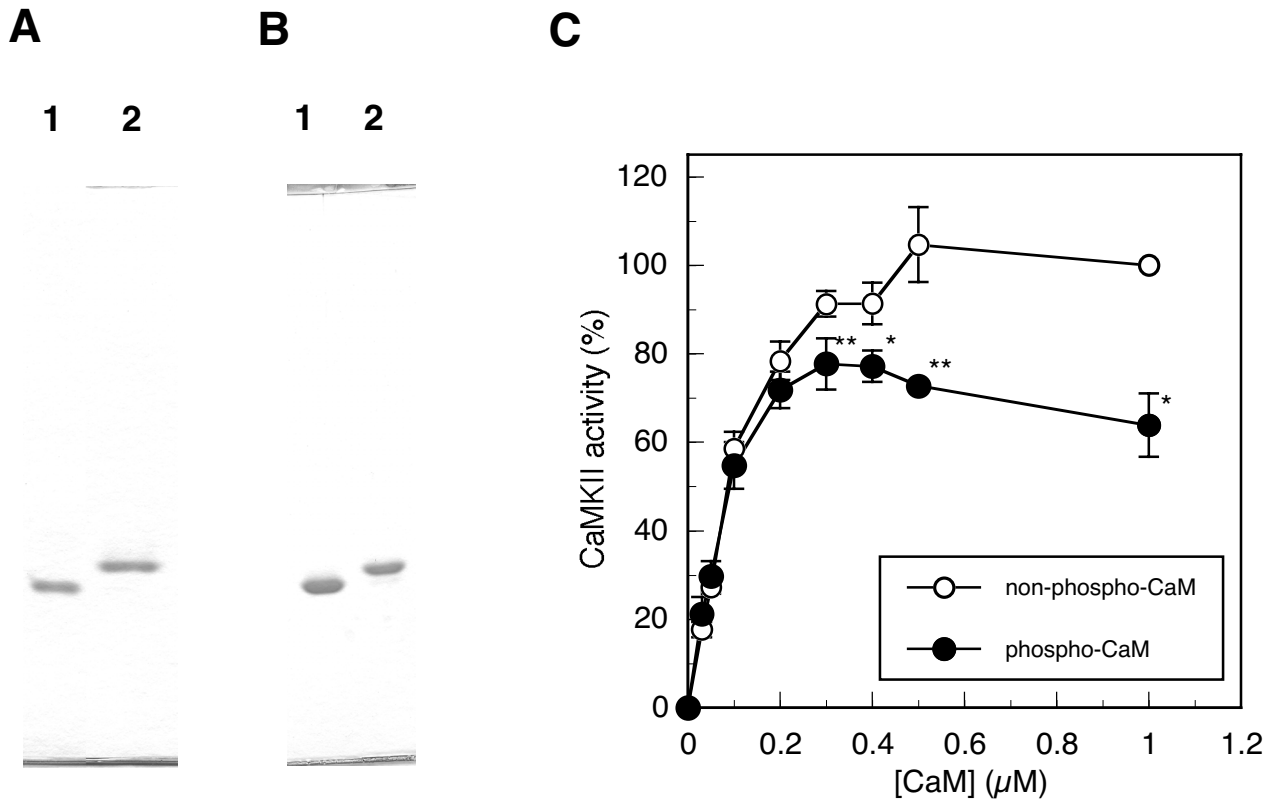 A B C
1 2 1 2
120
100
80
60
40
20
0
CaMKII activity (%)
** * **
*
non-phospho-CaM
phospho-CaM
0 0.2 0.4 0.6 0.8 1 1.2
[CaM] (µM)